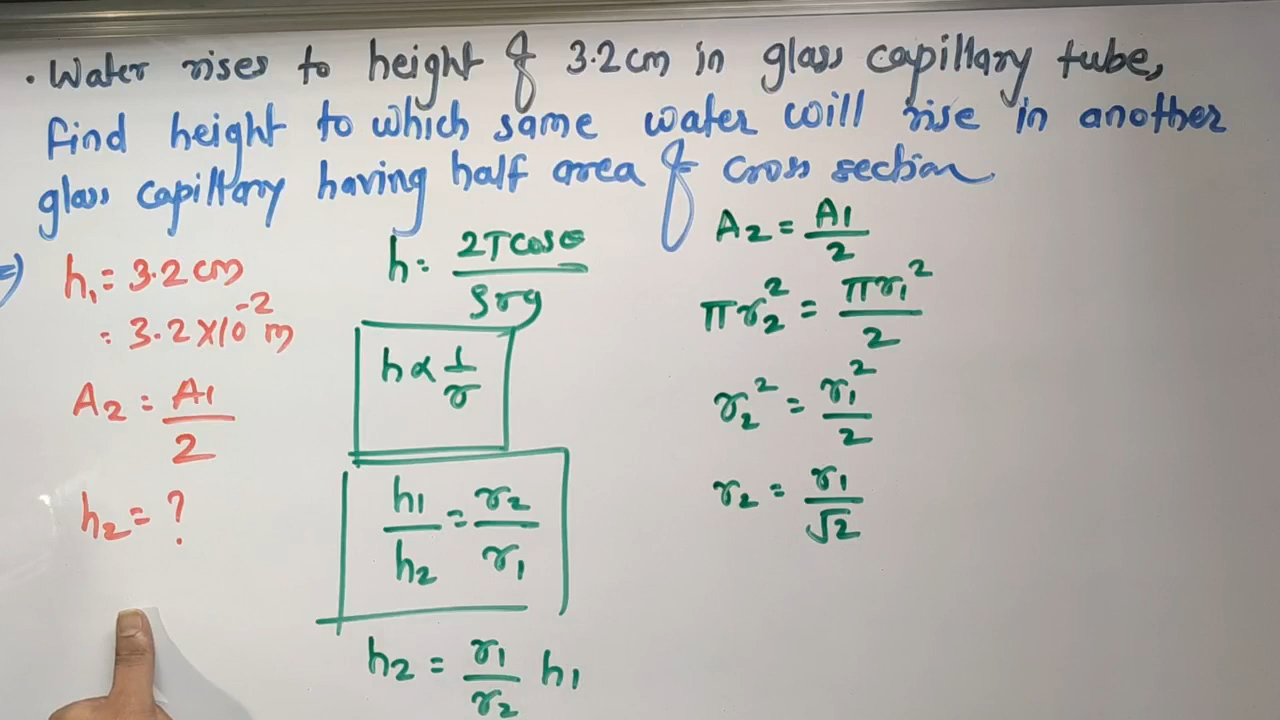 • Water rises to height of 3.2cm in glass capillary tube,
find height to which same water will rise in another
glass capillary having half area of cross section
⇒ h₁ = 3.2 cm
= 3.2 × 10⁻² m
A₂ = A₁/2
h₂ = ?
h = 2Tcosθ/ρrg
h ∝ 1/r
h₁/h₂ = r₂/r₁
h₂ = r₁/r₂ h₁
A₂ = A₁/2
πr₂² = πr₁²/2
r₂² = r₁²/2
r₂ = r₁/√2